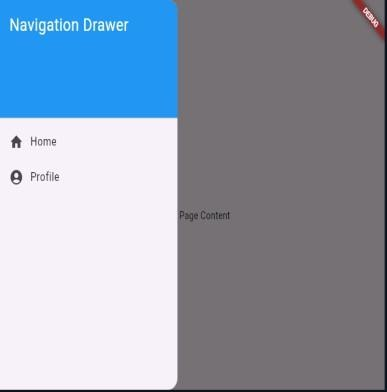 Navigation Drawer
DEBUG
Home
Profile
Page Content